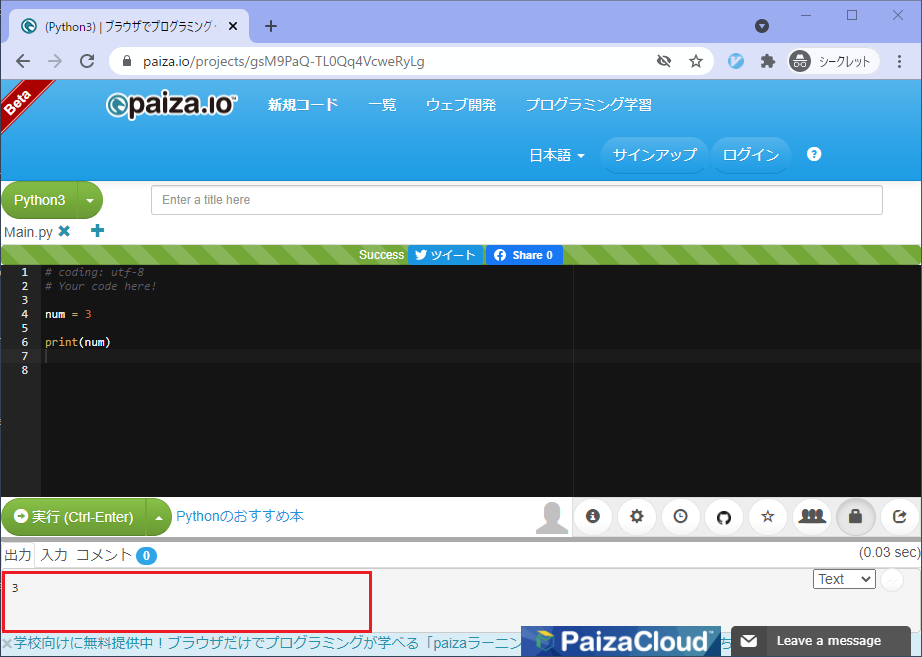 (Python3) | ブラウザでプログラミング・
paiza.io/projects/gsM9PaQ-TL0Qq4VcweRyLg
シークレット
Beta
paiza.IO™ 新規コード 一覧 ウェブ開発 プログラミング学習
日本語 サインアップ ログイン ?
Python3 Enter a title here
Main.py
Success ツイート Share 0
1 # coding: utf-8
2 # Your code here!
3
4 num = 3
5
6 print(num)
7
8
実行 (Ctrl-Enter) Pythonのおすすめ本
出力 入力 コメント 0 (0.03 sec)
3 Text
学校向けに無料提供中！ブラウザだけでプログラミングが学べる「paizaラーニン
PaizaCloud™
ち
Leave a message